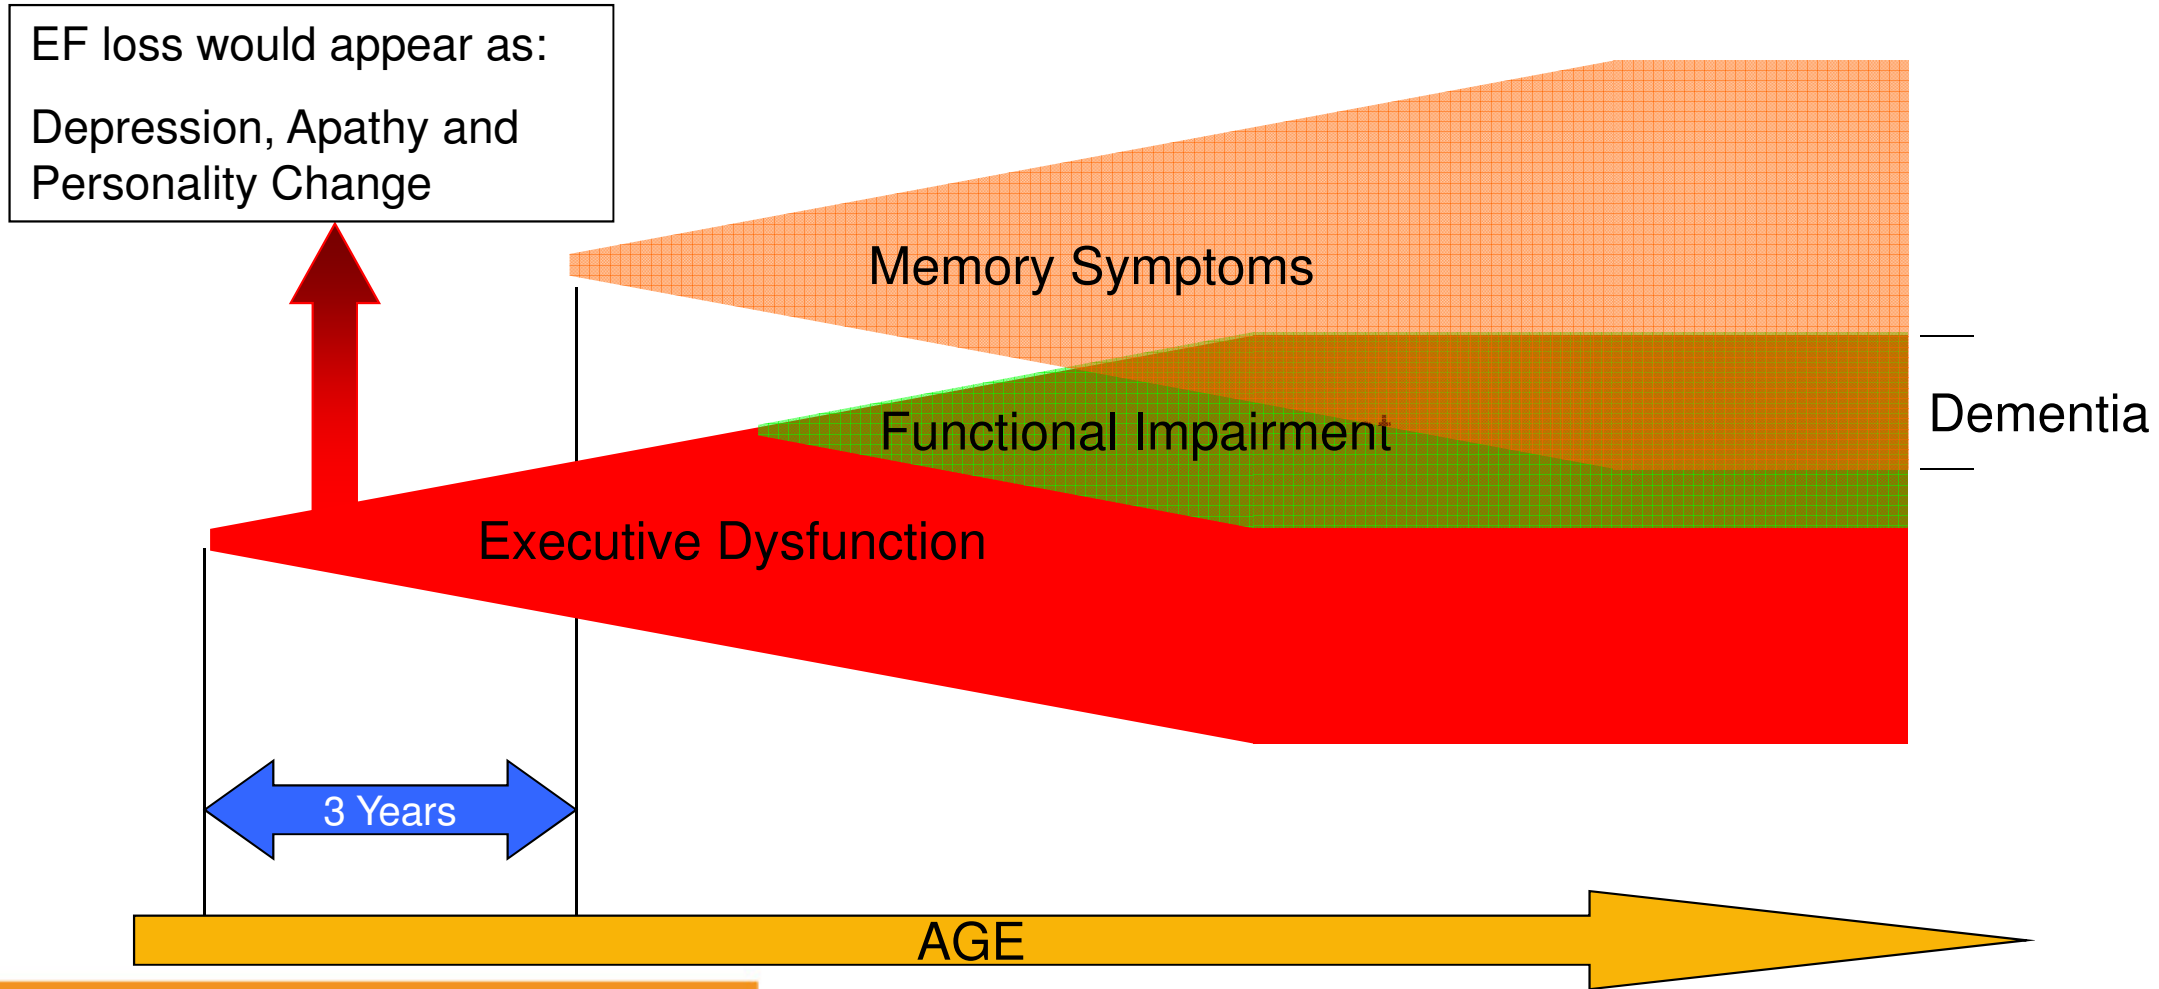 EF loss would appear as:
Depression, Apathy and
Personality Change
Memory Symptoms
Functional Impairment
Dementia
Executive Dysfunction
3 Years
AGE